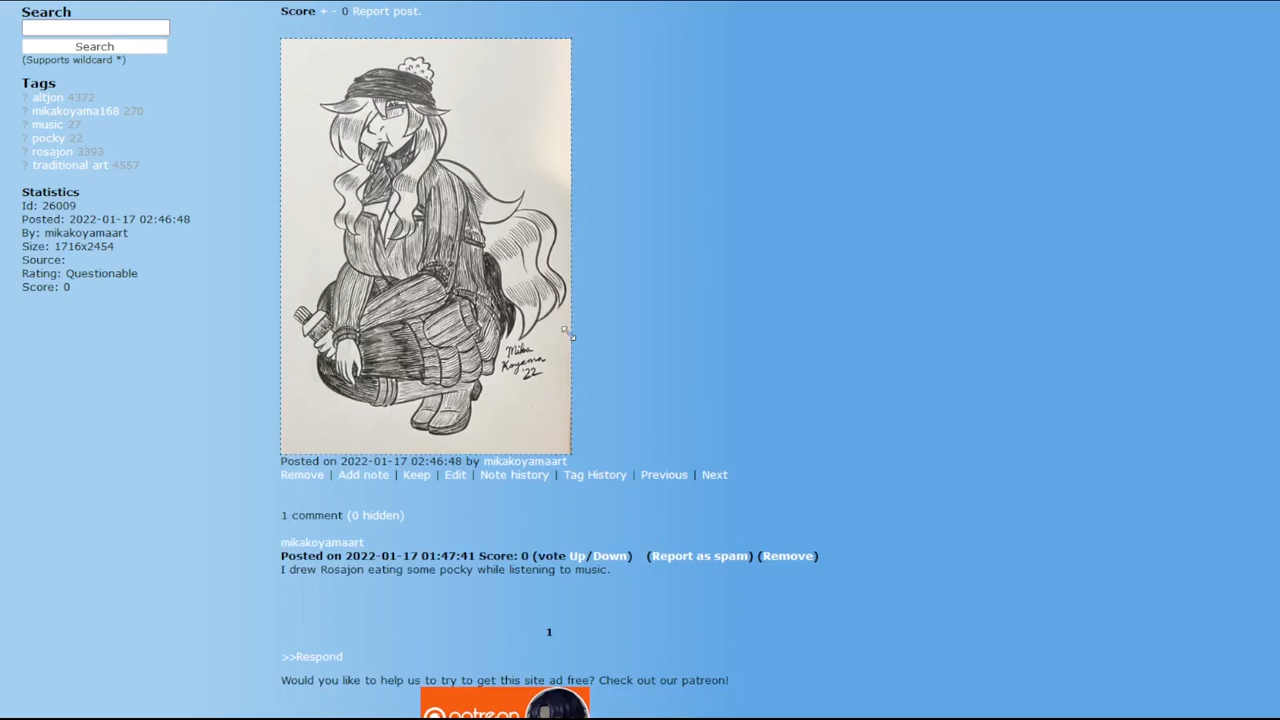 Search
Search
(Supports wildcard *)
Tags
? altjon 4372
? mikakoyama168 270
? music 27
? pocky 22
? rosajon 3393
? traditional art 4557
Statistics
Id: 26009
Posted: 2022-01-17 02:46:48
By: mikakoyamaart
Size: 1716x2454
Source:
Rating: Questionable
Score: 0
Score + - 0 Report post.
Mika
Koyama
'22
Posted on 2022-01-17 02:46:48 by mikakoyamaart
Remove | Add note | Keep | Edit | Note history | Tag History | Previous | Next
1 comment (0 hidden)
mikakoyamaart
Posted on 2022-01-17 01:47:41 Score: 0 (vote Up/Down) (Report as spam) (Remove)
I drew Rosajon eating some pocky while listening to music.
1
>>Respond
Would you like to help us to try to get this site ad free? Check out our patreon!
patreon